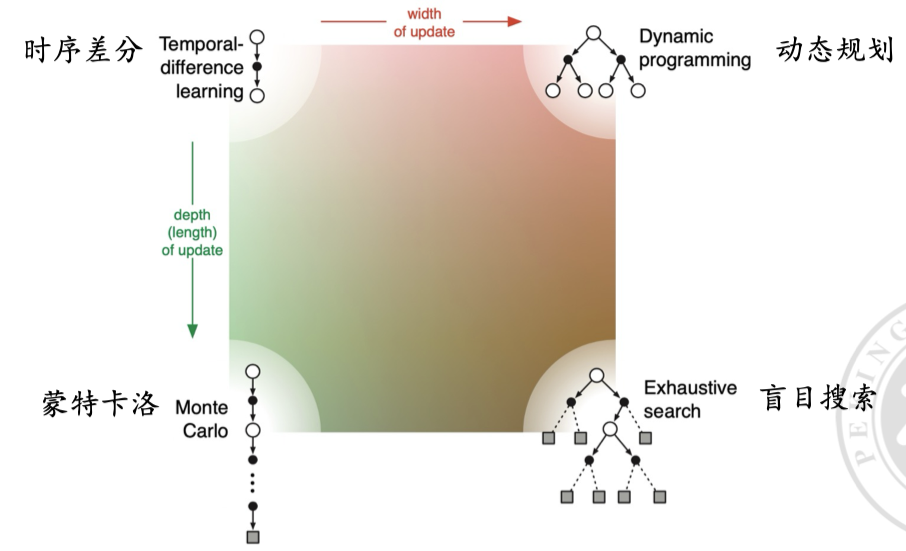 width
of update
时序差分
Temporal-
difference
learning
Dynamic
programming
动态规划
depth
(length)
of update
蒙特卡洛
Monte
Carlo
Exhaustive
search
盲目搜索
PEKING